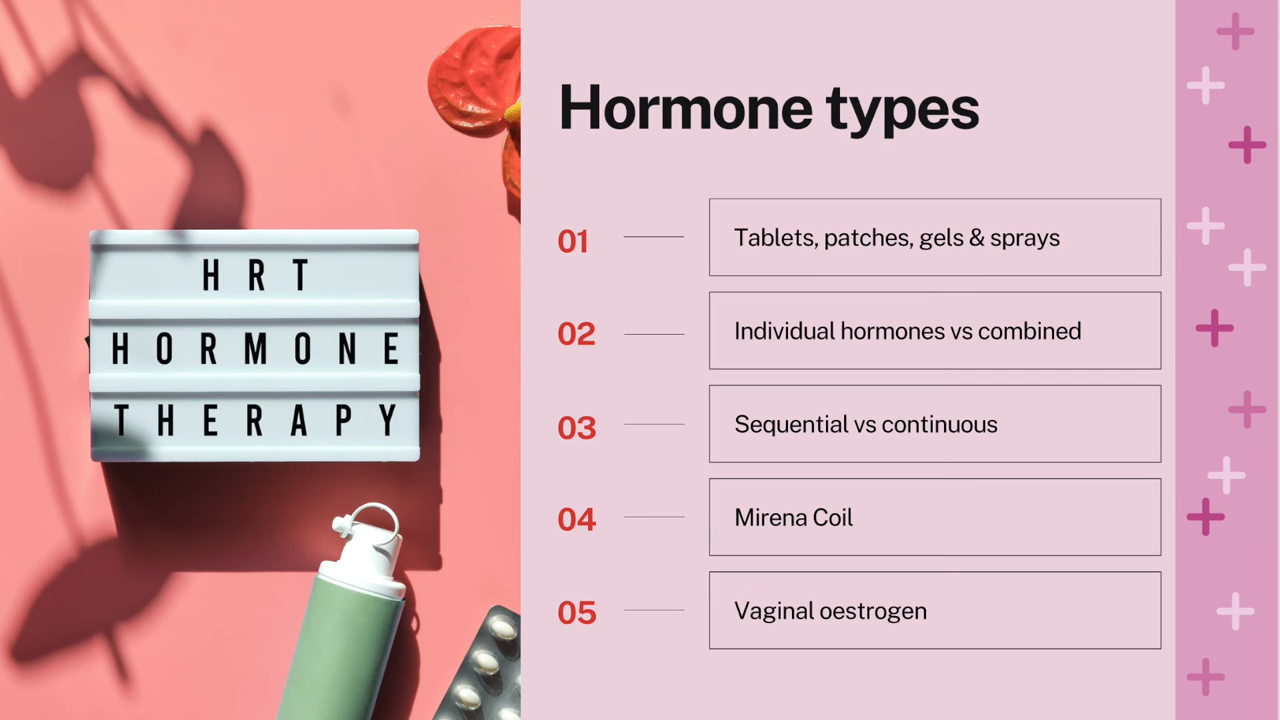 HRT
HORMONE
THERAPY
Hormone types
01
Tablets, patches, gels & sprays
02
Individual hormones vs combined
03
Sequential vs continuous
04
Mirena Coil
05
Vaginal oestrogen